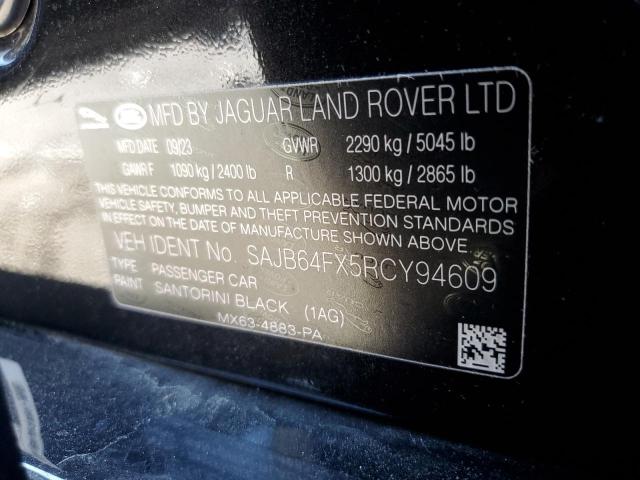 MFD BY JAGUAR LAND ROVER LTD
MFD DATE 09/23 GVWR 2290 kg / 5045 lb
GAWR F 1090 kg / 2400 lb R 1300 kg / 2865 lb
THIS VEHICLE CONFORMS TO ALL APPLICABLE FEDERAL MOTOR
VEHICLE SAFETY, BUMPER AND THEFT PREVENTION STANDARDS
IN EFFECT ON THE DATE OF MANUFACTURE SHOWN ABOVE.
VEH IDENT No. SAJB64FX5RCY94609
TYPE PASSENGER CAR
PAINT SANTORINI BLACK (1AG)
MX63-4883-PA